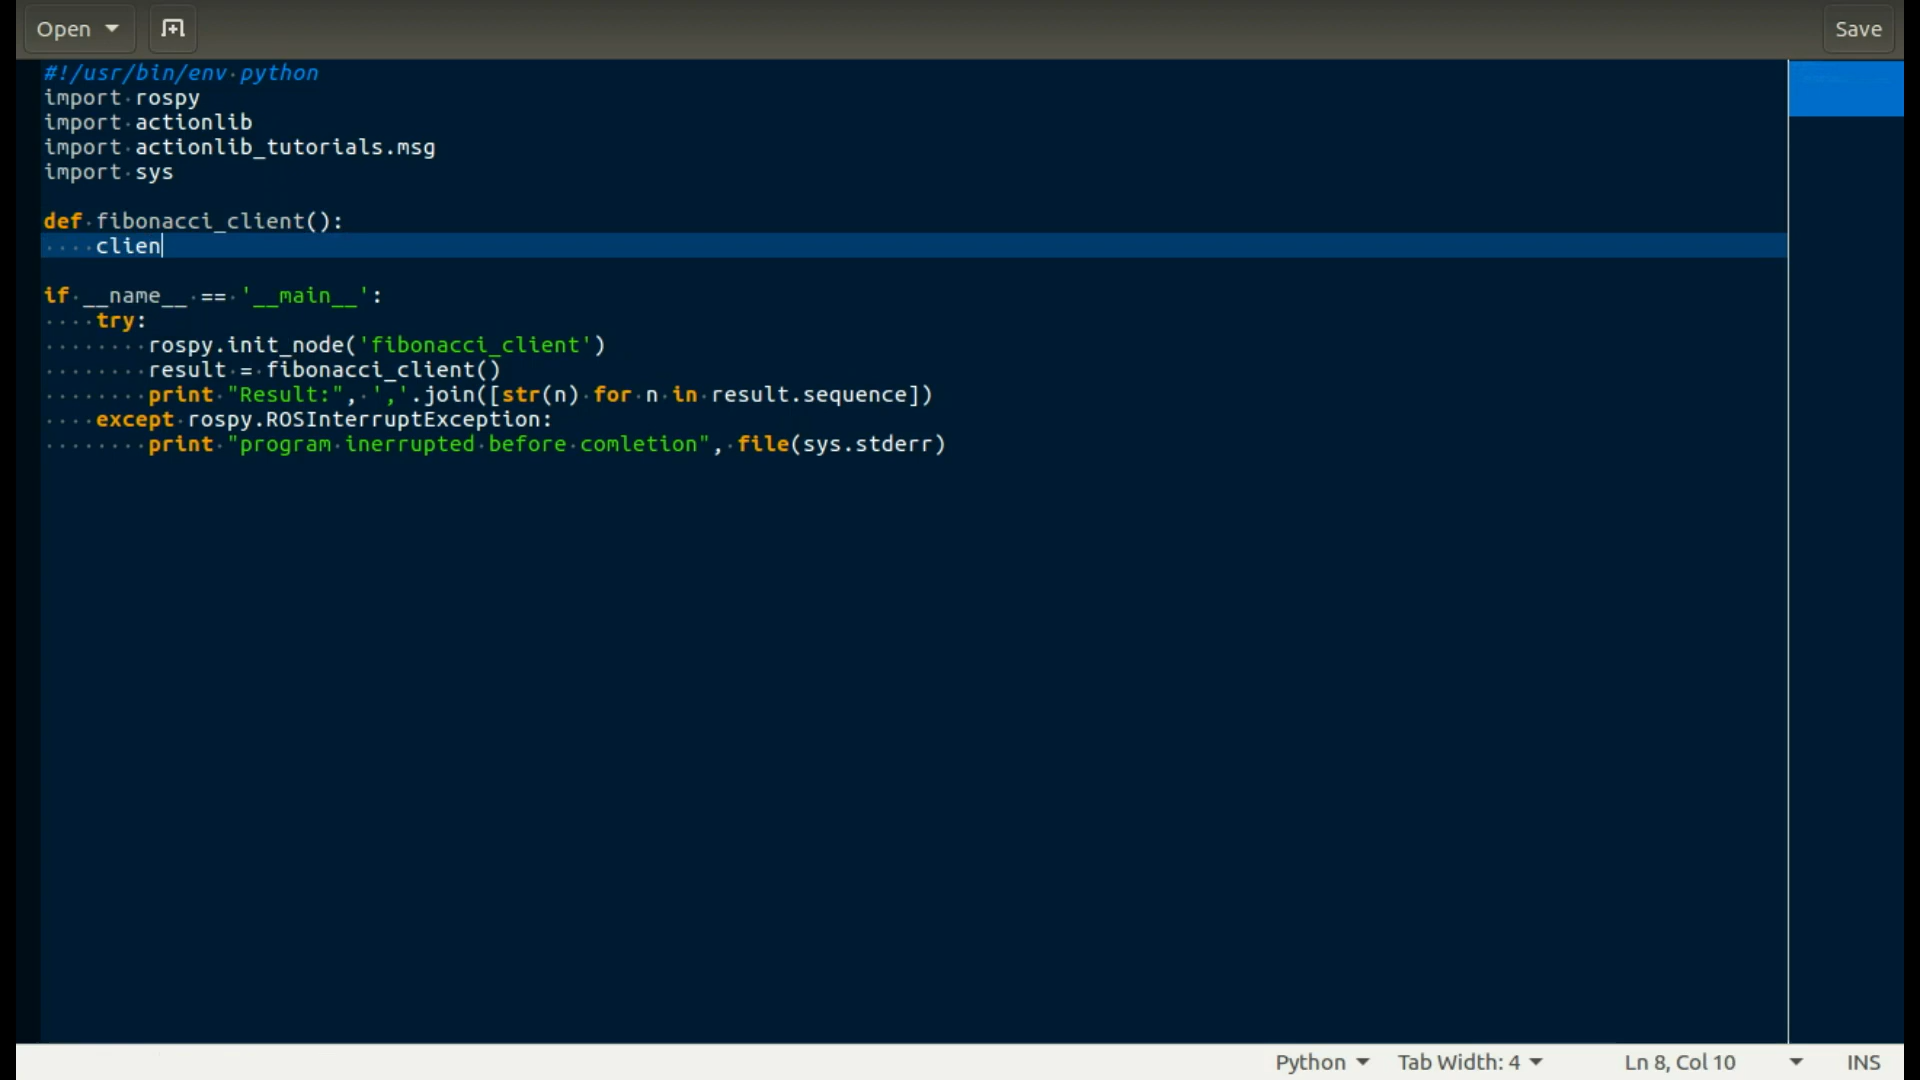 Open
Save
#!/usr/bin/env python
import rospy
import actionlib
import actionlib_tutorials.msg
import sys
def fibonacci_client():
    clien
if __name__ == '__main__':
    try:
        rospy.init_node('fibonacci_client')
        result = fibonacci_client()
        print "Result:", ','.join([str(n) for n in result.sequence])
    except rospy.ROSInterruptException:
        print "program inerrupted before comletion", file(sys.stderr)
Python Tab Width: 4 Ln 8, Col 10 INS